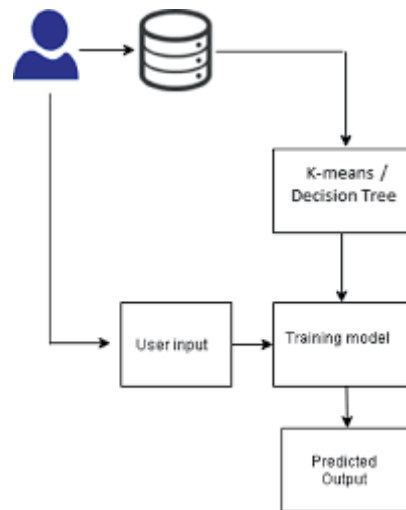 K-means /
Decision Tree
User input
Training model
Predicted
Output